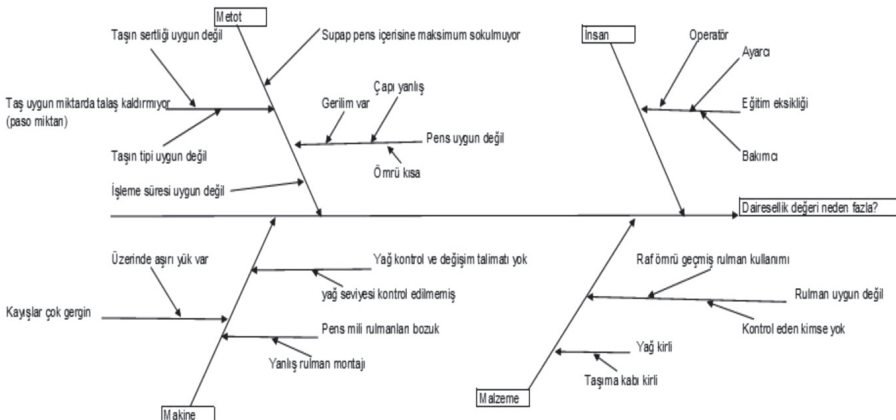 Metot
Taşın sertliği uygun değil
Supap pens içerisine maksimum sokulmuyor
İnsan
Operatör
Ayarcı
Çapı yanlış
Gerilim var
Taş uygun miktarda talaş kaldırmıyor
(paso miktarı)
Eğitim eksikliği
Pens uygun değil
Taşın tipi uygun değil
Bakımcı
Ömrü kısa
İşleme süresi uygun değil
Dairesellik değeri neden fazla?
Üzerinde aşırı yük var
Yağ kontrol ve değişim talimatı yok
Raf ömrü geçmiş rulman kullanımı
yağ seviyesi kontrol edilmemiş
Rulman uygun değil
Kayışlar çok gergin
Pens mili rulmanları bozuk
Kontrol eden kimse yok
Yağ kirli
Yanlış rulman montajı
Taşıma kabı kirli
Malzeme
Makine